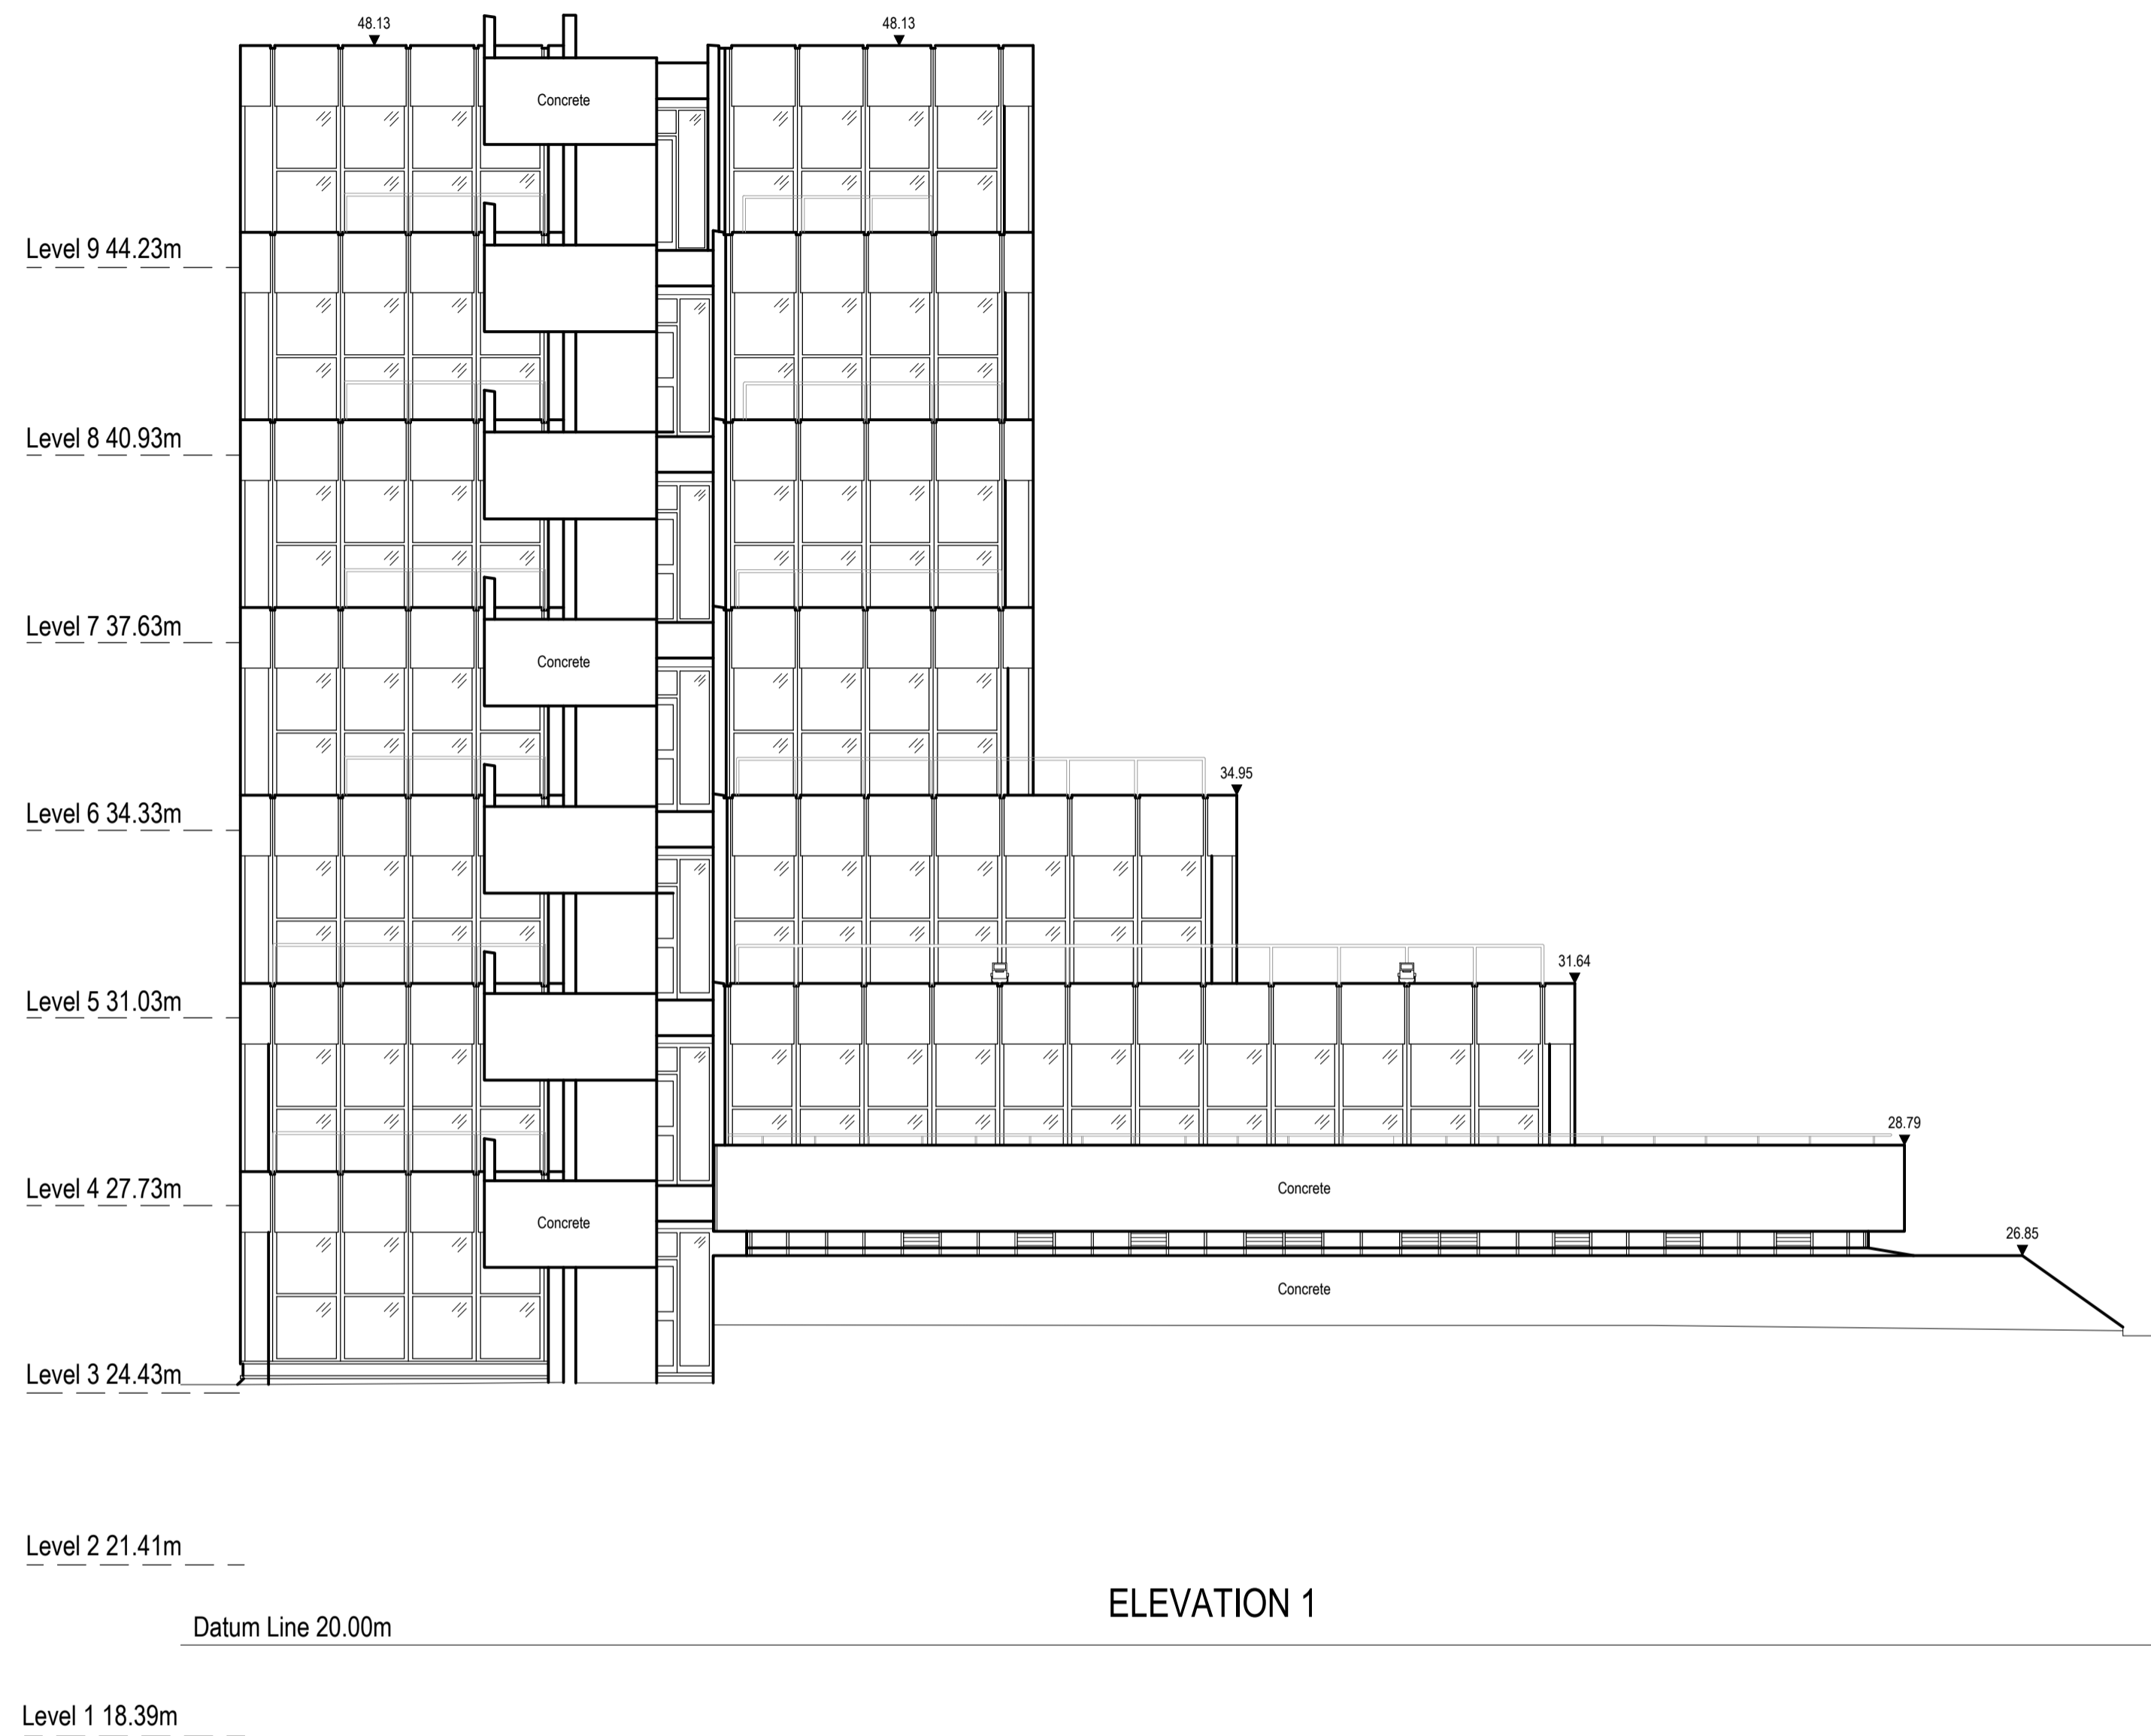 48.13
48.13
Concrete
Level 9 44.23m
Level 8 40.93m
Level 7 37.63m
Concrete
34.95
Level 6 34.33m
31.64
Level 5 31.03m
28.79
Level 4 27.73m
Concrete
Concrete
26.85
Concrete
Level 3 24.43m
Level 2 21.41m
ELEVATION 1
Datum Line 20.00m
Level 1 18.39m